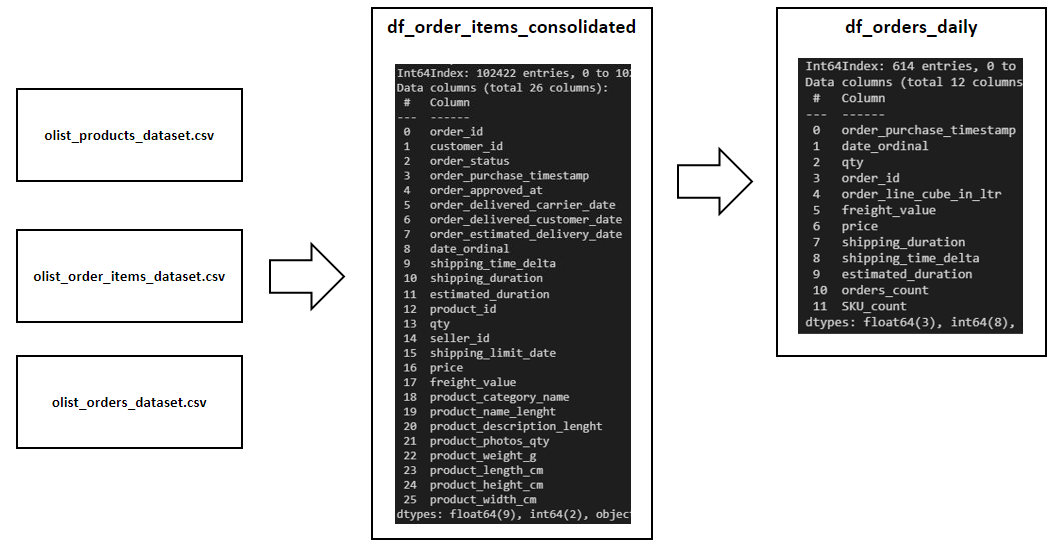 olist_products_dataset.csv
olist_order_items_dataset.csv
olist_orders_dataset.csv
df_order_items_consolidated
Int64Index: 102422 entries, 0 to 10
Data columns (total 26 columns):
#   Column
---  ------
0   order_id
1   customer_id
2   order_status
3   order_purchase_timestamp
4   order_approved_at
5   order_delivered_carrier_date
6   order_delivered_customer_date
7   order_estimated_delivery_date
8   date_ordinal
9   shipping_time_delta
10  shipping_duration
11  estimated_duration
12  product_id
13  qty
14  seller_id
15  shipping_limit_date
16  price
17  freight_value
18  product_category_name
19  product_name_lenght
20  product_description_lenght
21  product_photos_qty
22  product_weight_g
23  product_length_cm
24  product_height_cm
25  product_width_cm
dtypes: float64(9), int64(2), objec
df_orders_daily
Int64Index: 614 entries, 0 to
Data columns (total 12 columns
#   Column
---  ------
0   order_purchase_timestamp
1   date_ordinal
2   qty
3   order_id
4   order_line_cube_in_ltr
5   freight_value
6   price
7   shipping_duration
8   shipping_time_delta
9   estimated_duration
10  orders_count
11  SKU_count
dtypes: float64(3), int64(8),